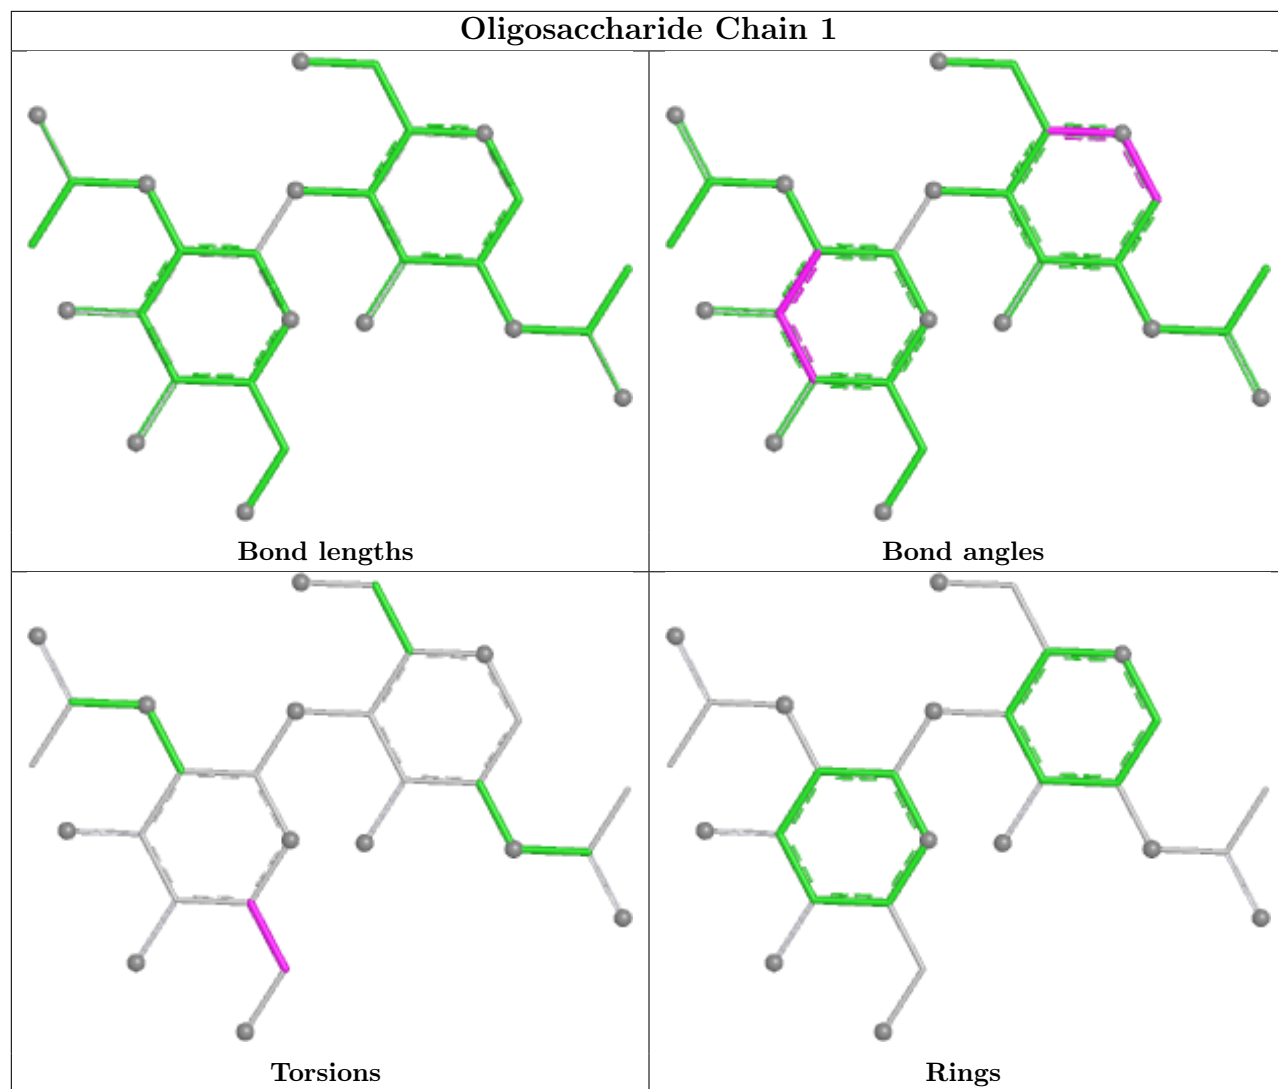 Oligosaccharide Chain 1
Bond lengths
Bond angles
Torsions
Rings